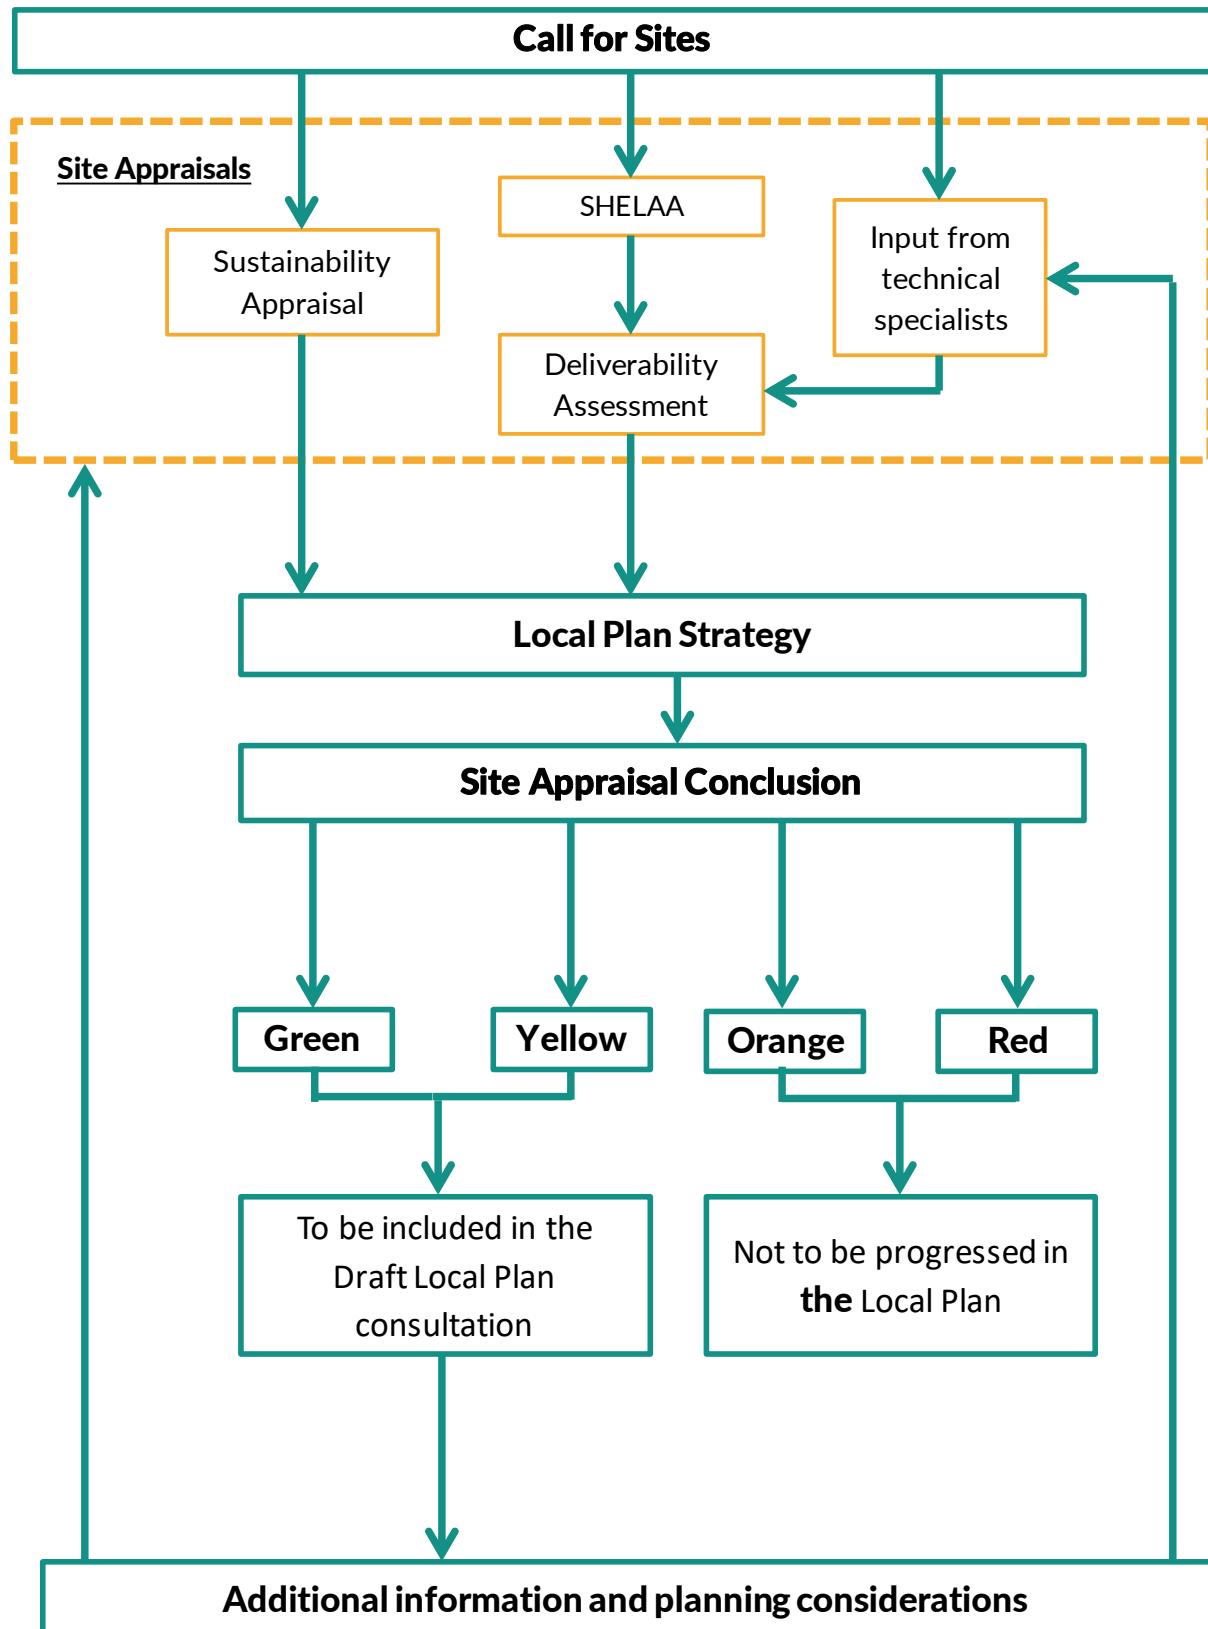 Call for Sites
Site Appraisals
SHELAA
Sustainability
Appraisal
Input from
technical
specialists
Deliverability
Assessment
Local Plan Strategy
Site Appraisal Conclusion
Green
Yellow
Orange
Red
To be included in the
Draft Local Plan
consultation
Not to be progressed in
the Local Plan
Additional information and planning considerations